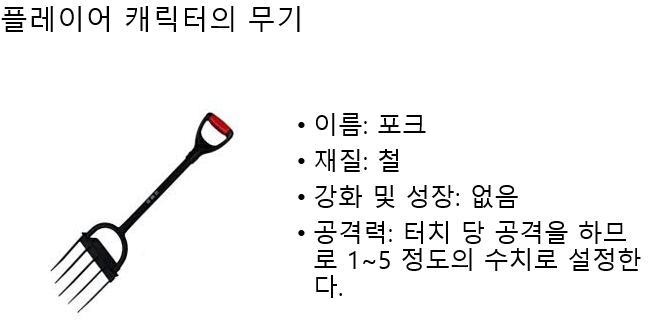 플레이어 캐릭터의 무기
• 이름: 포크
• 재질: 철
• 강화 및 성장: 없음
• 공격력: 터치 당 공격을 하므
로 1~5 정도의 수치로 설정한
다.